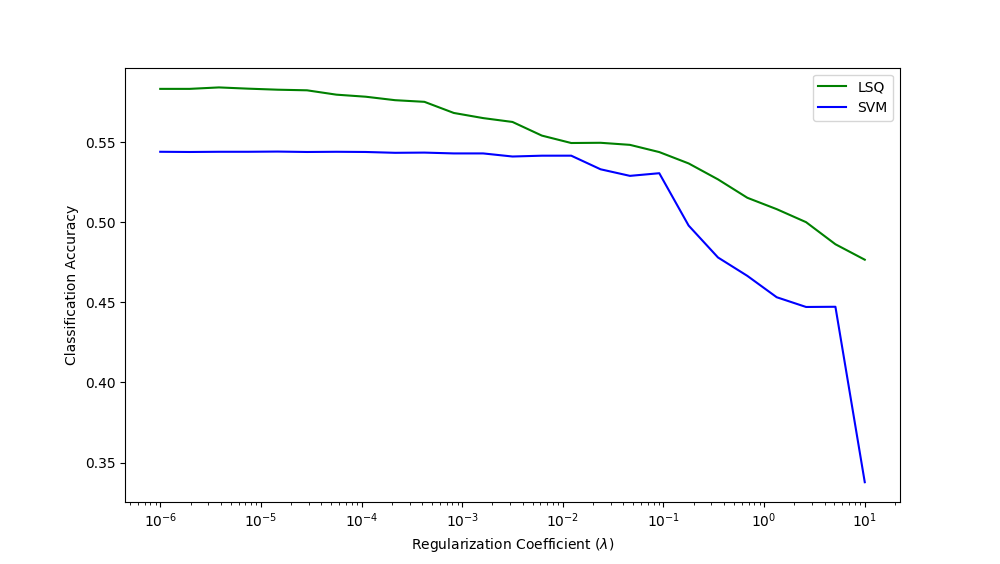 LSQ
SVM
0.55
0.50
0.45
0.40
0.35
Classification Accuracy
10⁻⁶ 10⁻⁵ 10⁻⁴ 10⁻³ 10⁻² 10⁻¹ 10⁰ 10¹
Regularization Coefficient (λ)